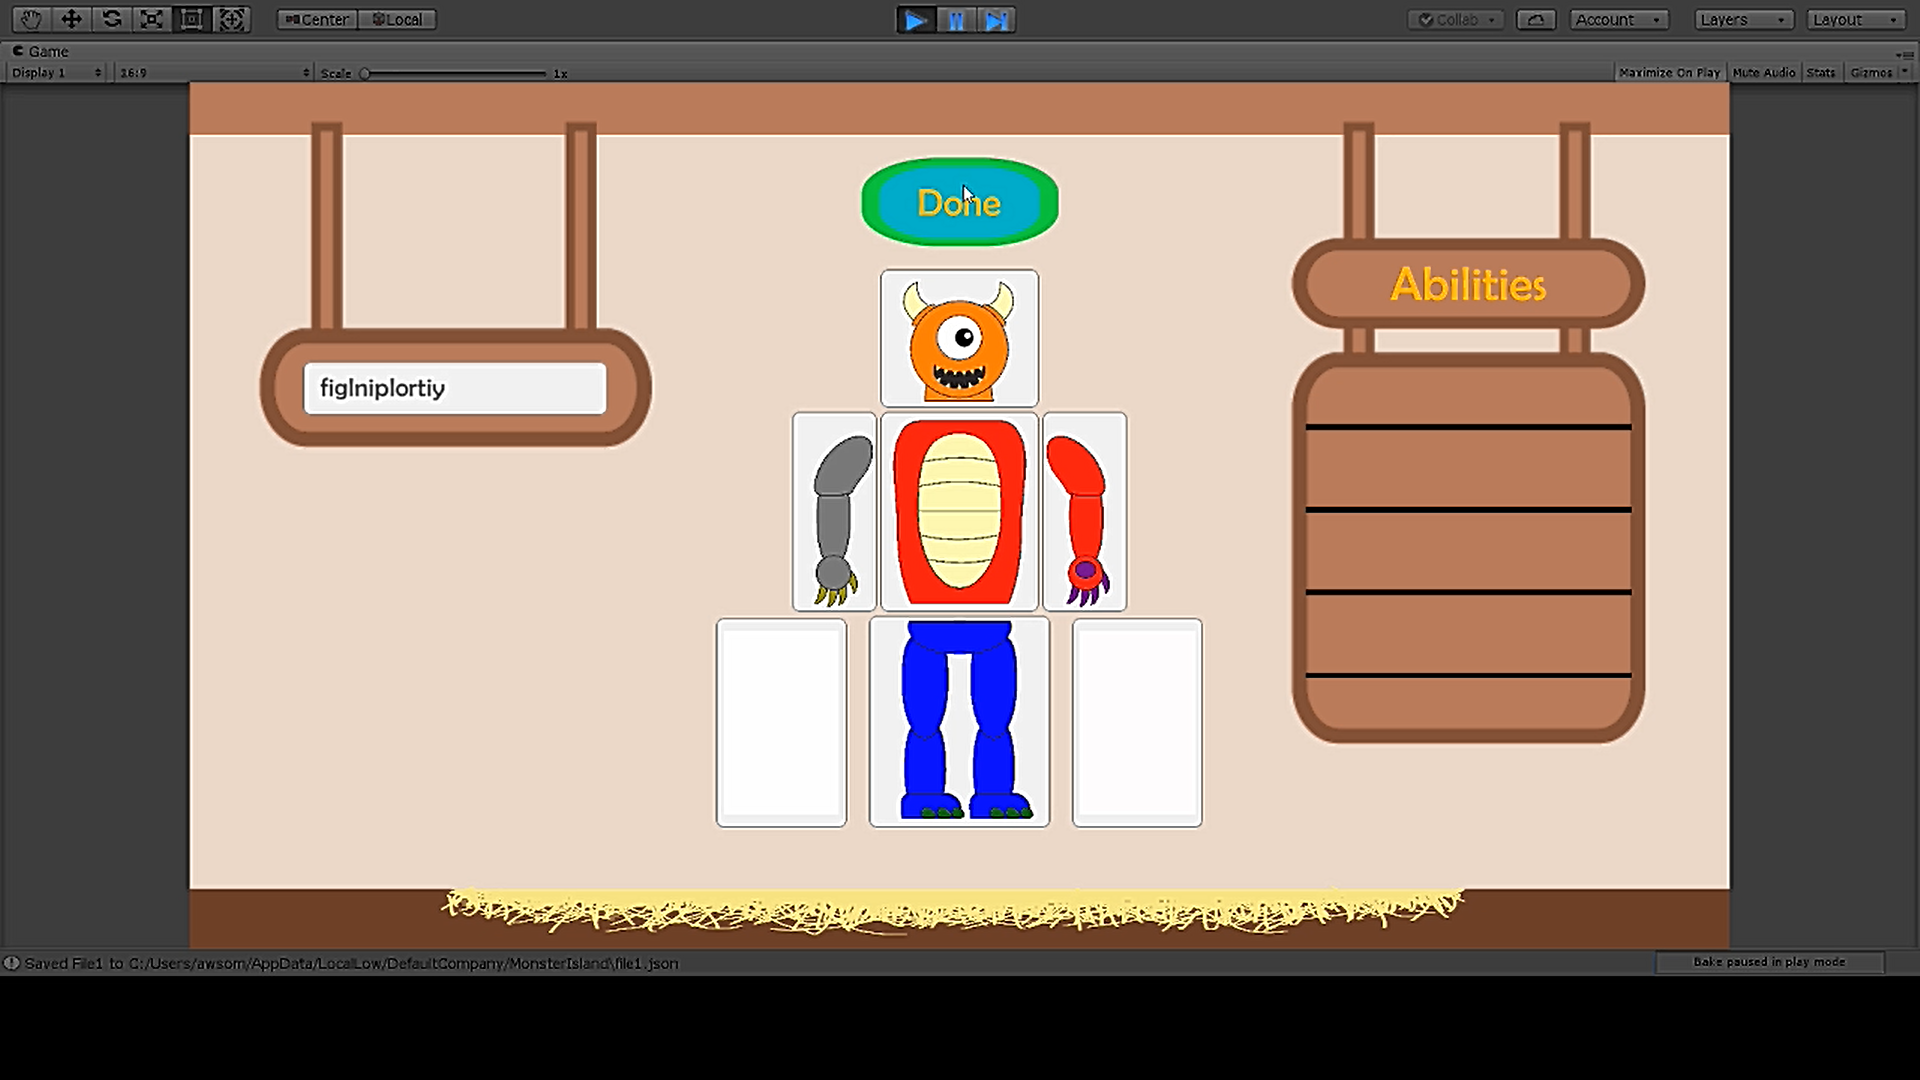 Center Local Collab Account Layers Layout
Game
Display 1 16:9 Scale 1x Maximize On Play Mute Audio Stats Gizmos
Done
Abilities
figlniplortiy
Saved File1 to C:/Users/awsom/AppData/LocalLow/DefaultCompany/MonsterIsland\file1.json
Bake paused in play mode